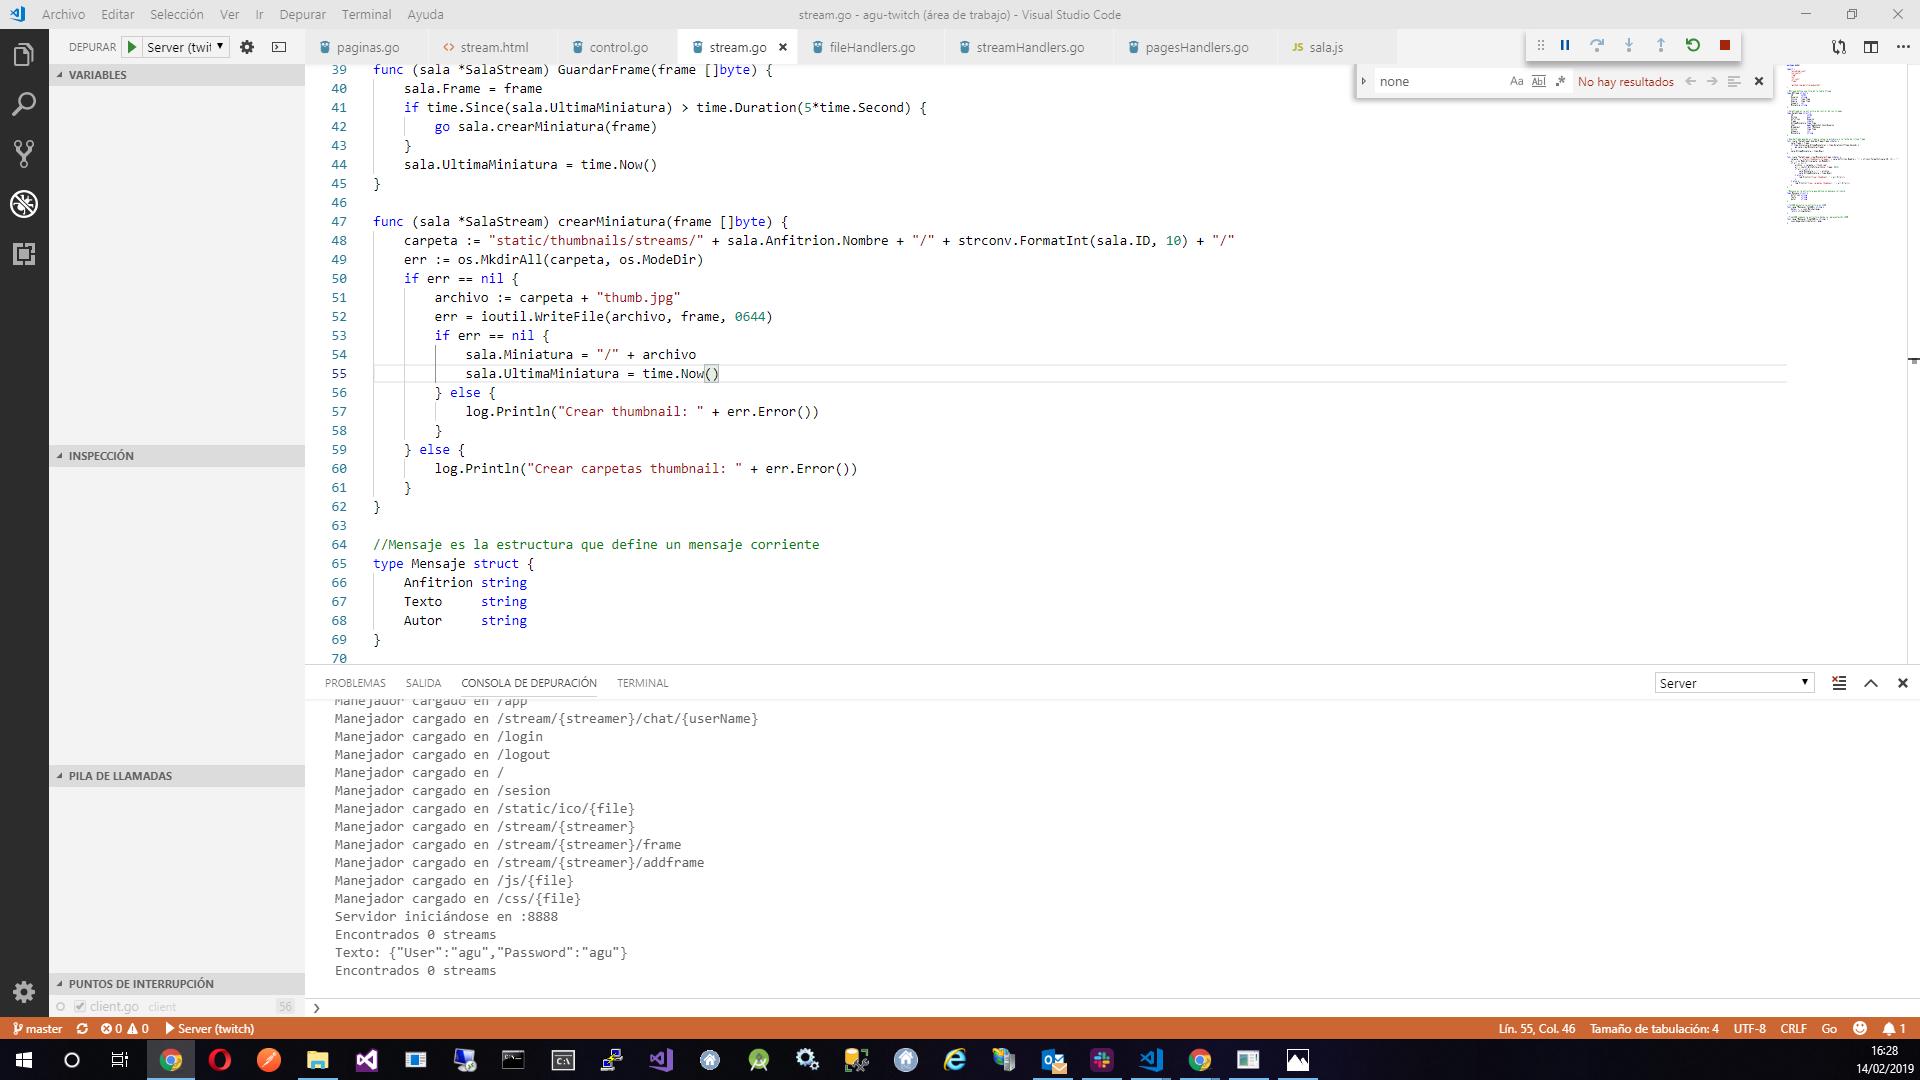 Archivo Editar Selección Ver Ir Depurar Terminal Ayuda
stream.go - agu-twitch (área de trabajo) - Visual Studio Code
DEPURAR Server (twit
paginas.go stream.html control.go stream.go fileHandlers.go streamHandlers.go pagesHandlers.go JS sala.js
none Aa Abl .* No hay resultados
VARIABLES
INSPECCIÓN
PILA DE LLAMADAS
PUNTOS DE INTERRUPCIÓN
client.go client 56
39 func (sala *SalaStream) GuardarFrame(frame []byte) {
40 sala.Frame = frame
41 if time.Since(sala.UltimaMiniatura) > time.Duration(5*time.Second) {
42 go sala.crearMiniatura(frame)
43 }
44 sala.UltimaMiniatura = time.Now()
45 }
46
47 func (sala *SalaStream) crearMiniatura(frame []byte) {
48 carpeta := "static/thumbnails/streams/" + sala.Anfitrion.Nombre + "/" + strconv.FormatInt(sala.ID, 10) + "/"
49 err := os.MkdirAll(carpeta, os.ModeDir)
50 if err == nil {
51 archivo := carpeta + "thumb.jpg"
52 err = ioutil.WriteFile(archivo, frame, 0644)
53 if err == nil {
54 sala.Miniatura = "/" + archivo
55 sala.UltimaMiniatura = time.Now()
56 } else {
57 log.Println("Crear thumbnail: " + err.Error())
58 }
59 } else {
60 log.Println("Crear carpetas thumbnail: " + err.Error())
61 }
62 }
63
64 //Mensaje es la estructura que define un mensaje corriente
65 type Mensaje struct {
66 Anfitrion string
67 Texto string
68 Autor string
69 }
70
PROBLEMAS SALIDA CONSOLA DE DEPURACIÓN TERMINAL Server
Manejador cargado en /app
Manejador cargado en /stream/{streamer}/chat/{userName}
Manejador cargado en /login
Manejador cargado en /logout
Manejador cargado en /
Manejador cargado en /sesion
Manejador cargado en /static/ico/{file}
Manejador cargado en /stream/{streamer}
Manejador cargado en /stream/{streamer}/frame
Manejador cargado en /stream/{streamer}/addframe
Manejador cargado en /js/{file}
Manejador cargado en /css/{file}
Servidor iniciándose en :8888
Encontrados 0 streams
Texto: {"User":"agu","Password":"agu"}
Encontrados 0 streams
master 0 0 Server (twitch) Lín. 55, Col. 46 Tamaño de tabulación: 4 UTF-8 CRLF Go 1
16:28
14/02/2019